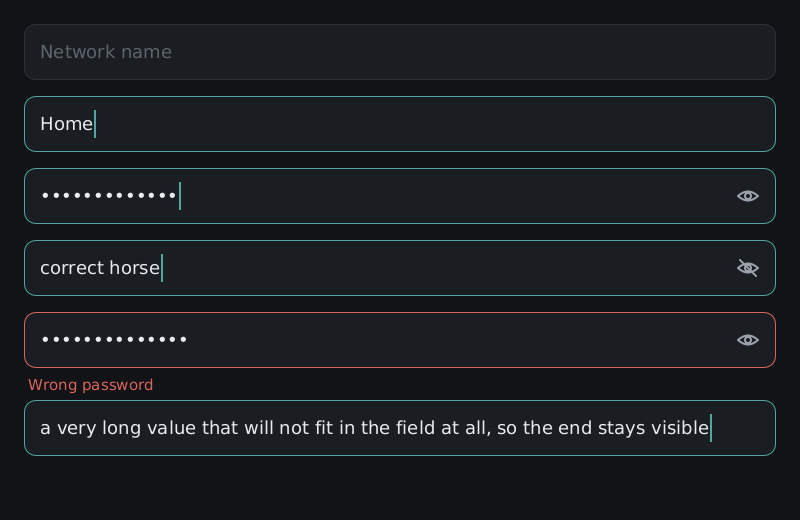 Network name
Home
•••••••••••••
correct horse
••••••••••••••
Wrong password
a very long value that will not fit in the field at all, so the end stays visible